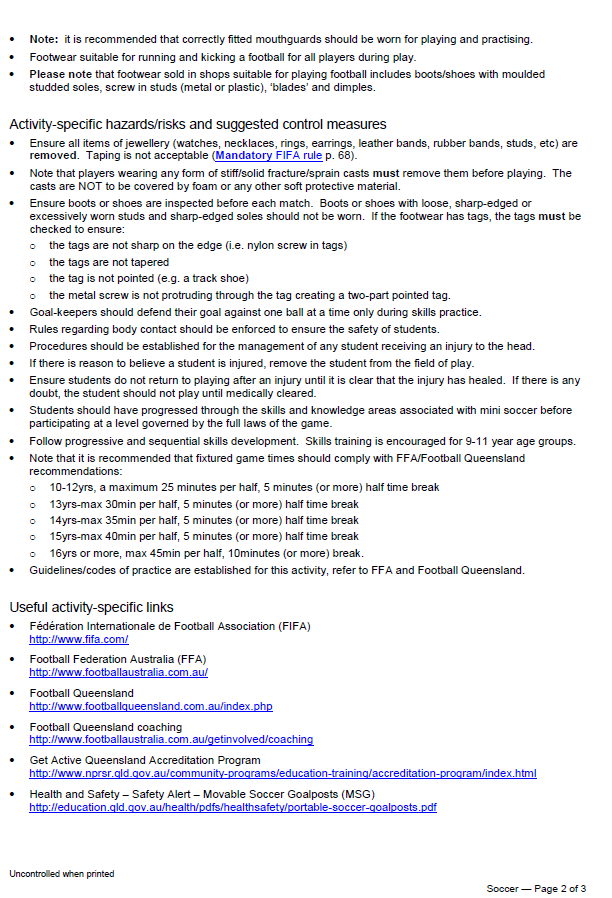 • Note: it is recommended that correctly fitted mouthguards should be worn for playing and practising.
• Footwear suitable for running and kicking a football for all players during play.
• Please note that footwear sold in shops suitable for playing football includes boots/shoes with moulded
studded soles, screw in studs (metal or plastic), 'blades' and dimples.
Activity-specific hazards/risks and suggested control measures
• Ensure all items of jewellery (watches, necklaces, rings, earrings, leather bands, rubber bands, studs, etc) are
removed. Taping is not acceptable (Mandatory FIFA rule p. 68).
• Note that players wearing any form of stiff/solid fracture/sprain casts must remove them before playing. The
casts are NOT to be covered by foam or any other soft protective material.
• Ensure boots or shoes are inspected before each match. Boots or shoes with loose, sharp-edged or
excessively worn studs and sharp-edged soles should not be worn. If the footwear has tags, the tags must be
checked to ensure:
o the tags are not sharp on the edge (i.e. nylon screw in tags)
o the tags are not tapered
o the tag is not pointed (e.g. a track shoe)
o the metal screw is not protruding through the tag creating a two-part pointed tag.
• Goal-keepers should defend their goal against one ball at a time only during skills practice.
• Rules regarding body contact should be enforced to ensure the safety of students.
• Procedures should be established for the management of any student receiving an injury to the head.
• If there is reason to believe a student is injured, remove the student from the field of play.
• Ensure students do not return to playing after an injury until it is clear that the injury has healed. If there is any
doubt, the student should not play until medically cleared.
• Students should have progressed through the skills and knowledge areas associated with mini soccer before
participating at a level governed by the full laws of the game.
• Follow progressive and sequential skills development. Skills training is encouraged for 9-11 year age groups.
• Note that it is recommended that fixtured game times should comply with FFA/Football Queensland
recommendations:
o 10-12yrs, a maximum 25 minutes per half, 5 minutes (or more) half time break
o 13yrs-max 30min per half, 5 minutes (or more) half time break
o 14yrs-max 35min per half, 5 minutes (or more) half time break
o 15yrs-max 40min per half, 5 minutes (or more) half time break
o 16yrs or more, max 45min per half, 10minutes (or more) break.
• Guidelines/codes of practice are established for this activity, refer to FFA and Football Queensland.
Useful activity-specific links
• Fédération Internationale de Football Association (FIFA)
http://www.fifa.com/
• Football Federation Australia (FFA)
http://www.footballaustralia.com.au/
• Football Queensland
http://www.footballqueensland.com.au/index.php
• Football Queensland coaching
http://www.footballaustralia.com.au/getinvolved/coaching
• Get Active Queensland Accreditation Program
http://www.nprsr.qld.gov.au/community-programs/education-training/accreditation-program/index.html
• Health and Safety – Safety Alert – Movable Soccer Goalposts (MSG)
http://education.qld.gov.au/health/pdfs/healthsafety/portable-soccer-goalposts.pdf
Uncontrolled when printed
Soccer — Page 2 of 3